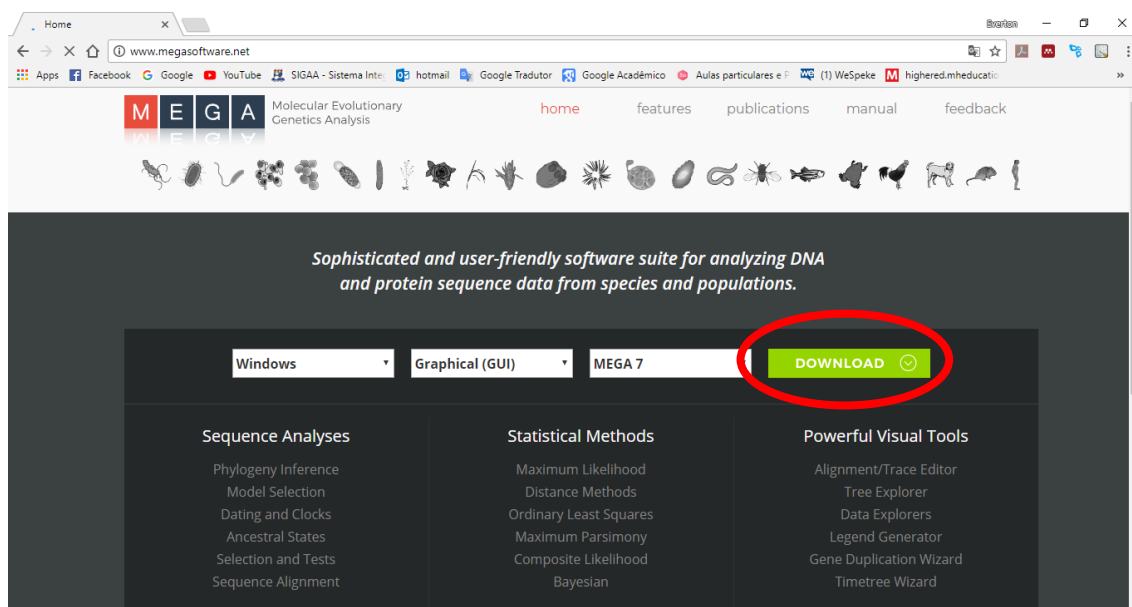 Home
Everton
www.megasoftware.net
Apps Facebook Google YouTube SIGAA - Sistema Inte hotmail Google Tradutor Google Acadêmico Aulas particulares e P (1) WeSpeke highered.mheducatio »
MEGA Molecular Evolutionary Genetics Analysis
home features publications manual feedback
Sophisticated and user-friendly software suite for analyzing DNA
and protein sequence data from species and populations.
Windows Graphical (GUI) MEGA 7 DOWNLOAD
Sequence Analyses Statistical Methods Powerful Visual Tools
Phylogeny Inference Maximum Likelihood Alignment/Trace Editor
Model Selection Distance Methods Tree Explorer
Dating and Clocks Ordinary Least Squares Data Explorers
Ancestral States Maximum Parsimony Legend Generator
Selection and Tests Composite Likelihood Gene Duplication Wizard
Sequence Alignment Bayesian Timetree Wizard